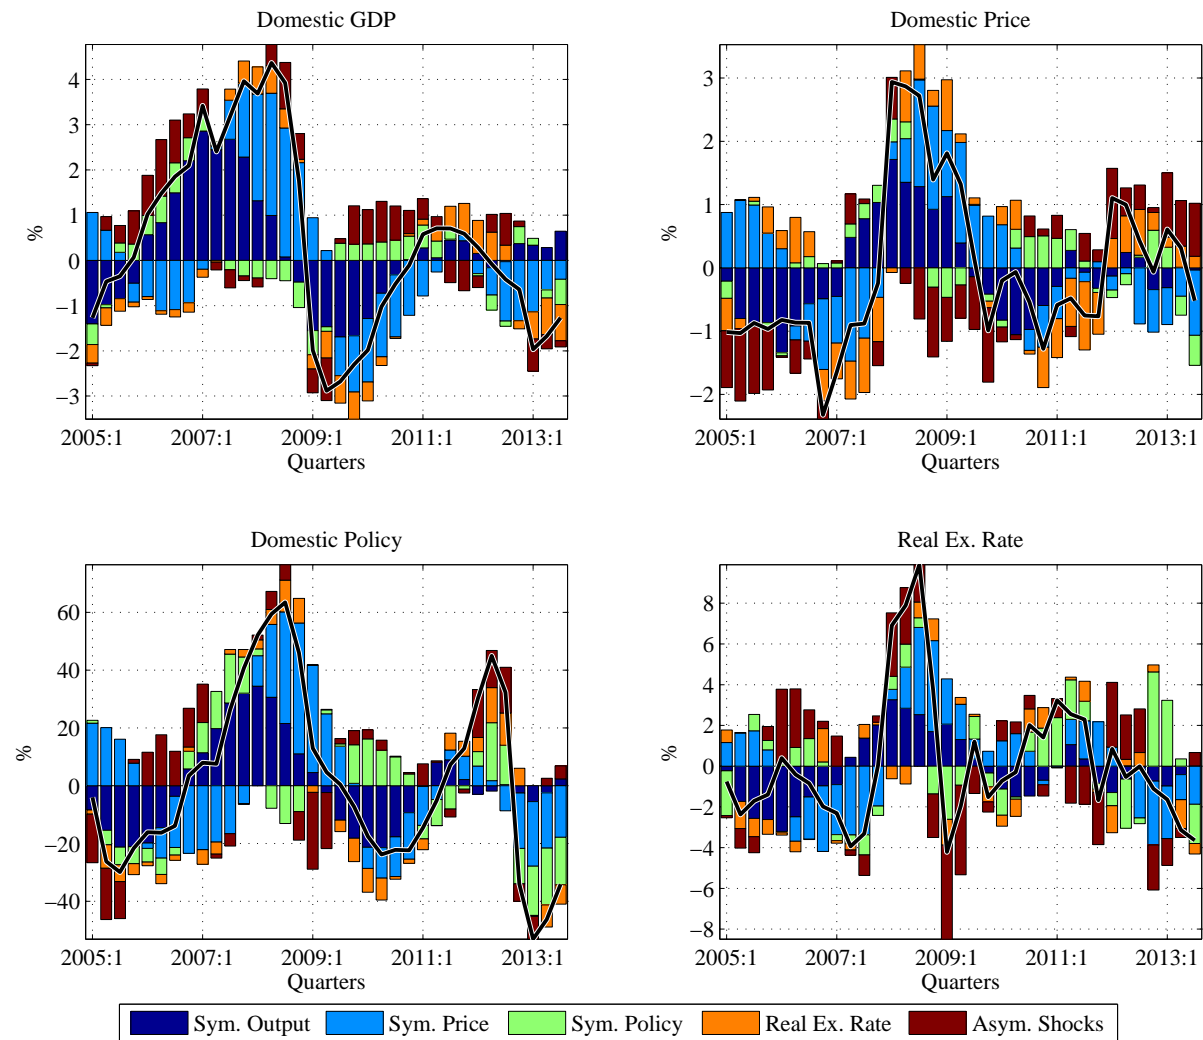 Domestic GDP
4
3
2
1
0
−1
−2
−3
%
2005:1 2007:1 2009:1 2011:1 2013:1
Quarters
Domestic Price
3
2
1
0
−1
−2
%
2005:1 2007:1 2009:1 2011:1 2013:1
Quarters
Domestic Policy
60
40
20
0
−20
−40
%
2005:1 2007:1 2009:1 2011:1 2013:1
Quarters
Real Ex. Rate
8
6
4
2
0
−2
−4
−6
−8
%
2005:1 2007:1 2009:1 2011:1 2013:1
Quarters
Sym. Output Sym. Price Sym. Policy Real Ex. Rate Asym. Shocks